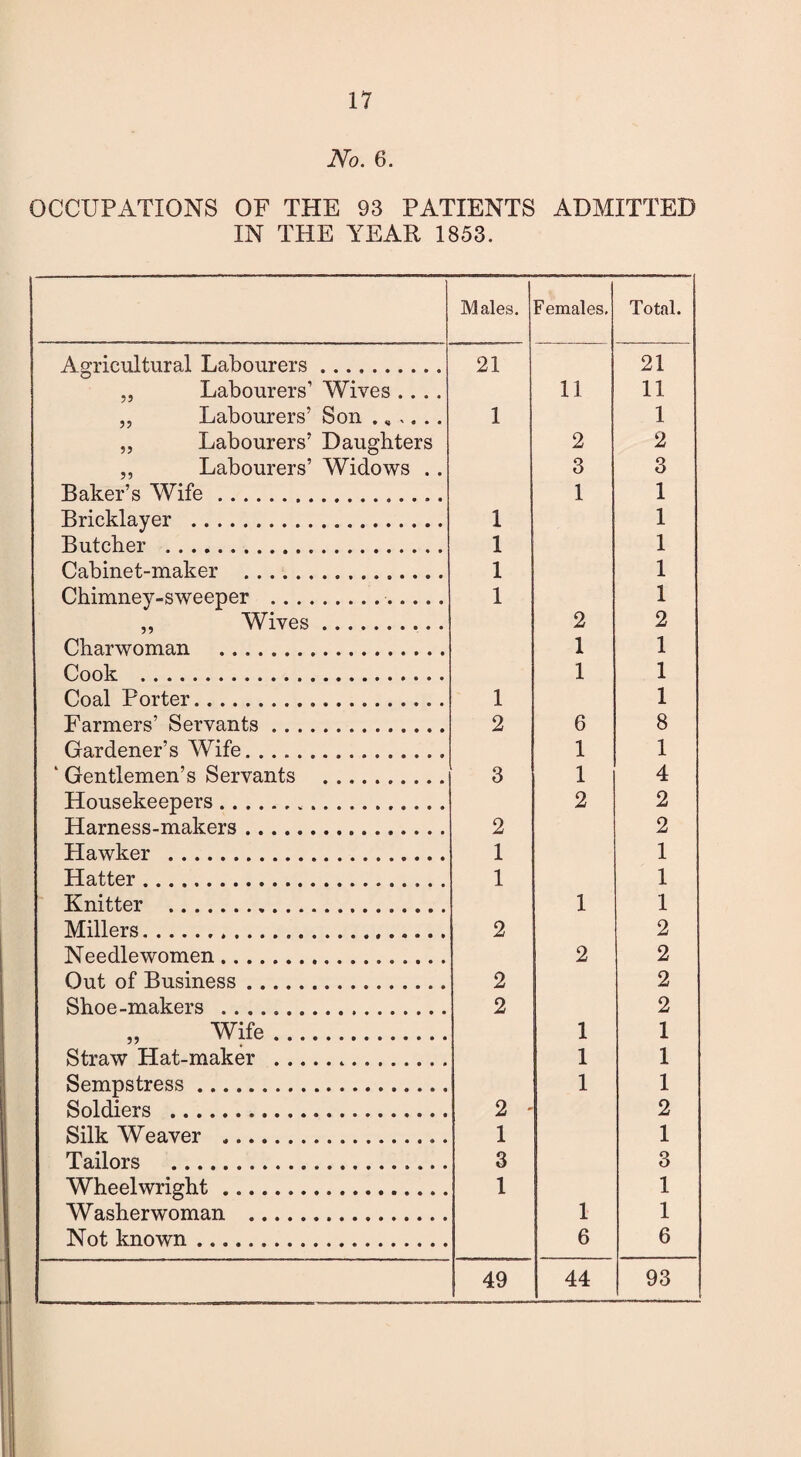 17
No. 6.
OCCUPATIONS OF THE 93 PATIENTS ADMITTED
IN THE YEAR 1853.
Males. Females. Total.
Agricultural Labourers .......... 21 21
„ Labourers’ Wives .... 11 11
„ Labourers’ Son ...... 1 1
„ Labourers’ Daughters 2 2
„ Labourers’ Widows .. 3 3
Baker’s Wife .................. 1 1
Bricklayer .................... 1 1
Butcher ...................... 1 1
Cabinet-maker ................ 1 1
Chimney-sweeper .............. 1 1
„ Wives .......... 2 2
Charwoman .................. 1 1
Cook ........................ 1 1
Coal Porter.................... 1 1
Farmers’ Servants .............. 2 6 8
Gardener’s Wife................ 1 1
‘ Gentlemen’s Servants .......... 3 1 4
Housekeepers .................. 2 2
Harness-makers ................ 2 2
Hawker ...................... 1 1
Hatter ........................ 1 1
Knitter ...................... 1 1
Millers........................ 2 2
Needlewomen .................. 2 2
Out of Business ................ 2 2
Shoe-makers .................. 2 2
„ Wife .............. 1 1
Straw Hat-maker .............. 1 1
Sempstress .................... 1 1
Soldiers ...................... 2 2
Silk Weaver .................. 1 1
Tailors ...................... 3 3
Wheelwright .................. 1 1
Washerwoman ................ 1 1
Not known .................... 6 6
49 44 93